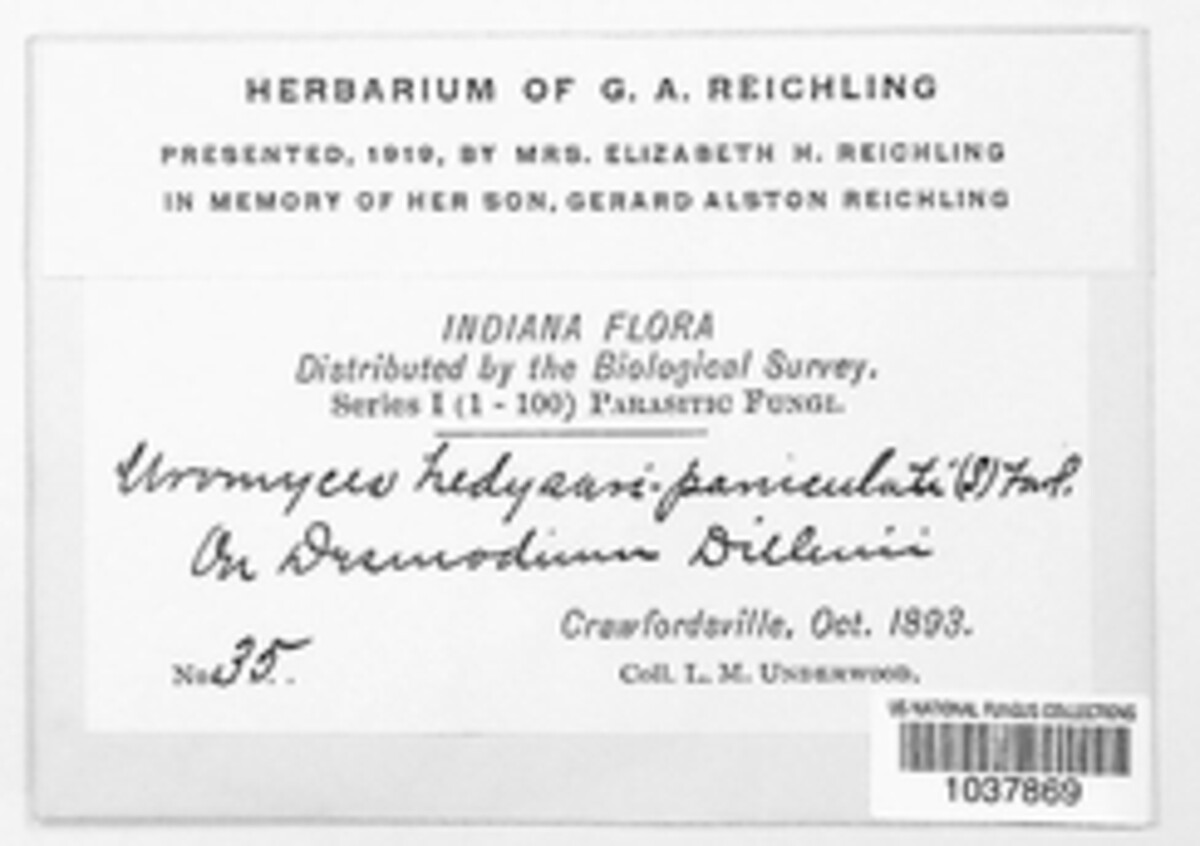 HERBARIUM OF G. A. REICHLING
PRESENTED, 1919, BY MRS. ELIZABETH H. REICHLING
IN MEMORY OF HER SON, GERARD ALSTON REICHLING
INDIANA FLORA
Distributed by the Biological Survey.
Series I (1 - 100) PARASITIC FUNGI.
Uromyces hedysari-paniculati (S) Farl.
On Desmodium Dillenii
Crawfordsville, Oct. 1893.
No 35.
Coll. L. M. UNDERWOOD.
US NATIONAL FUNGUS COLLECTIONS
1037869